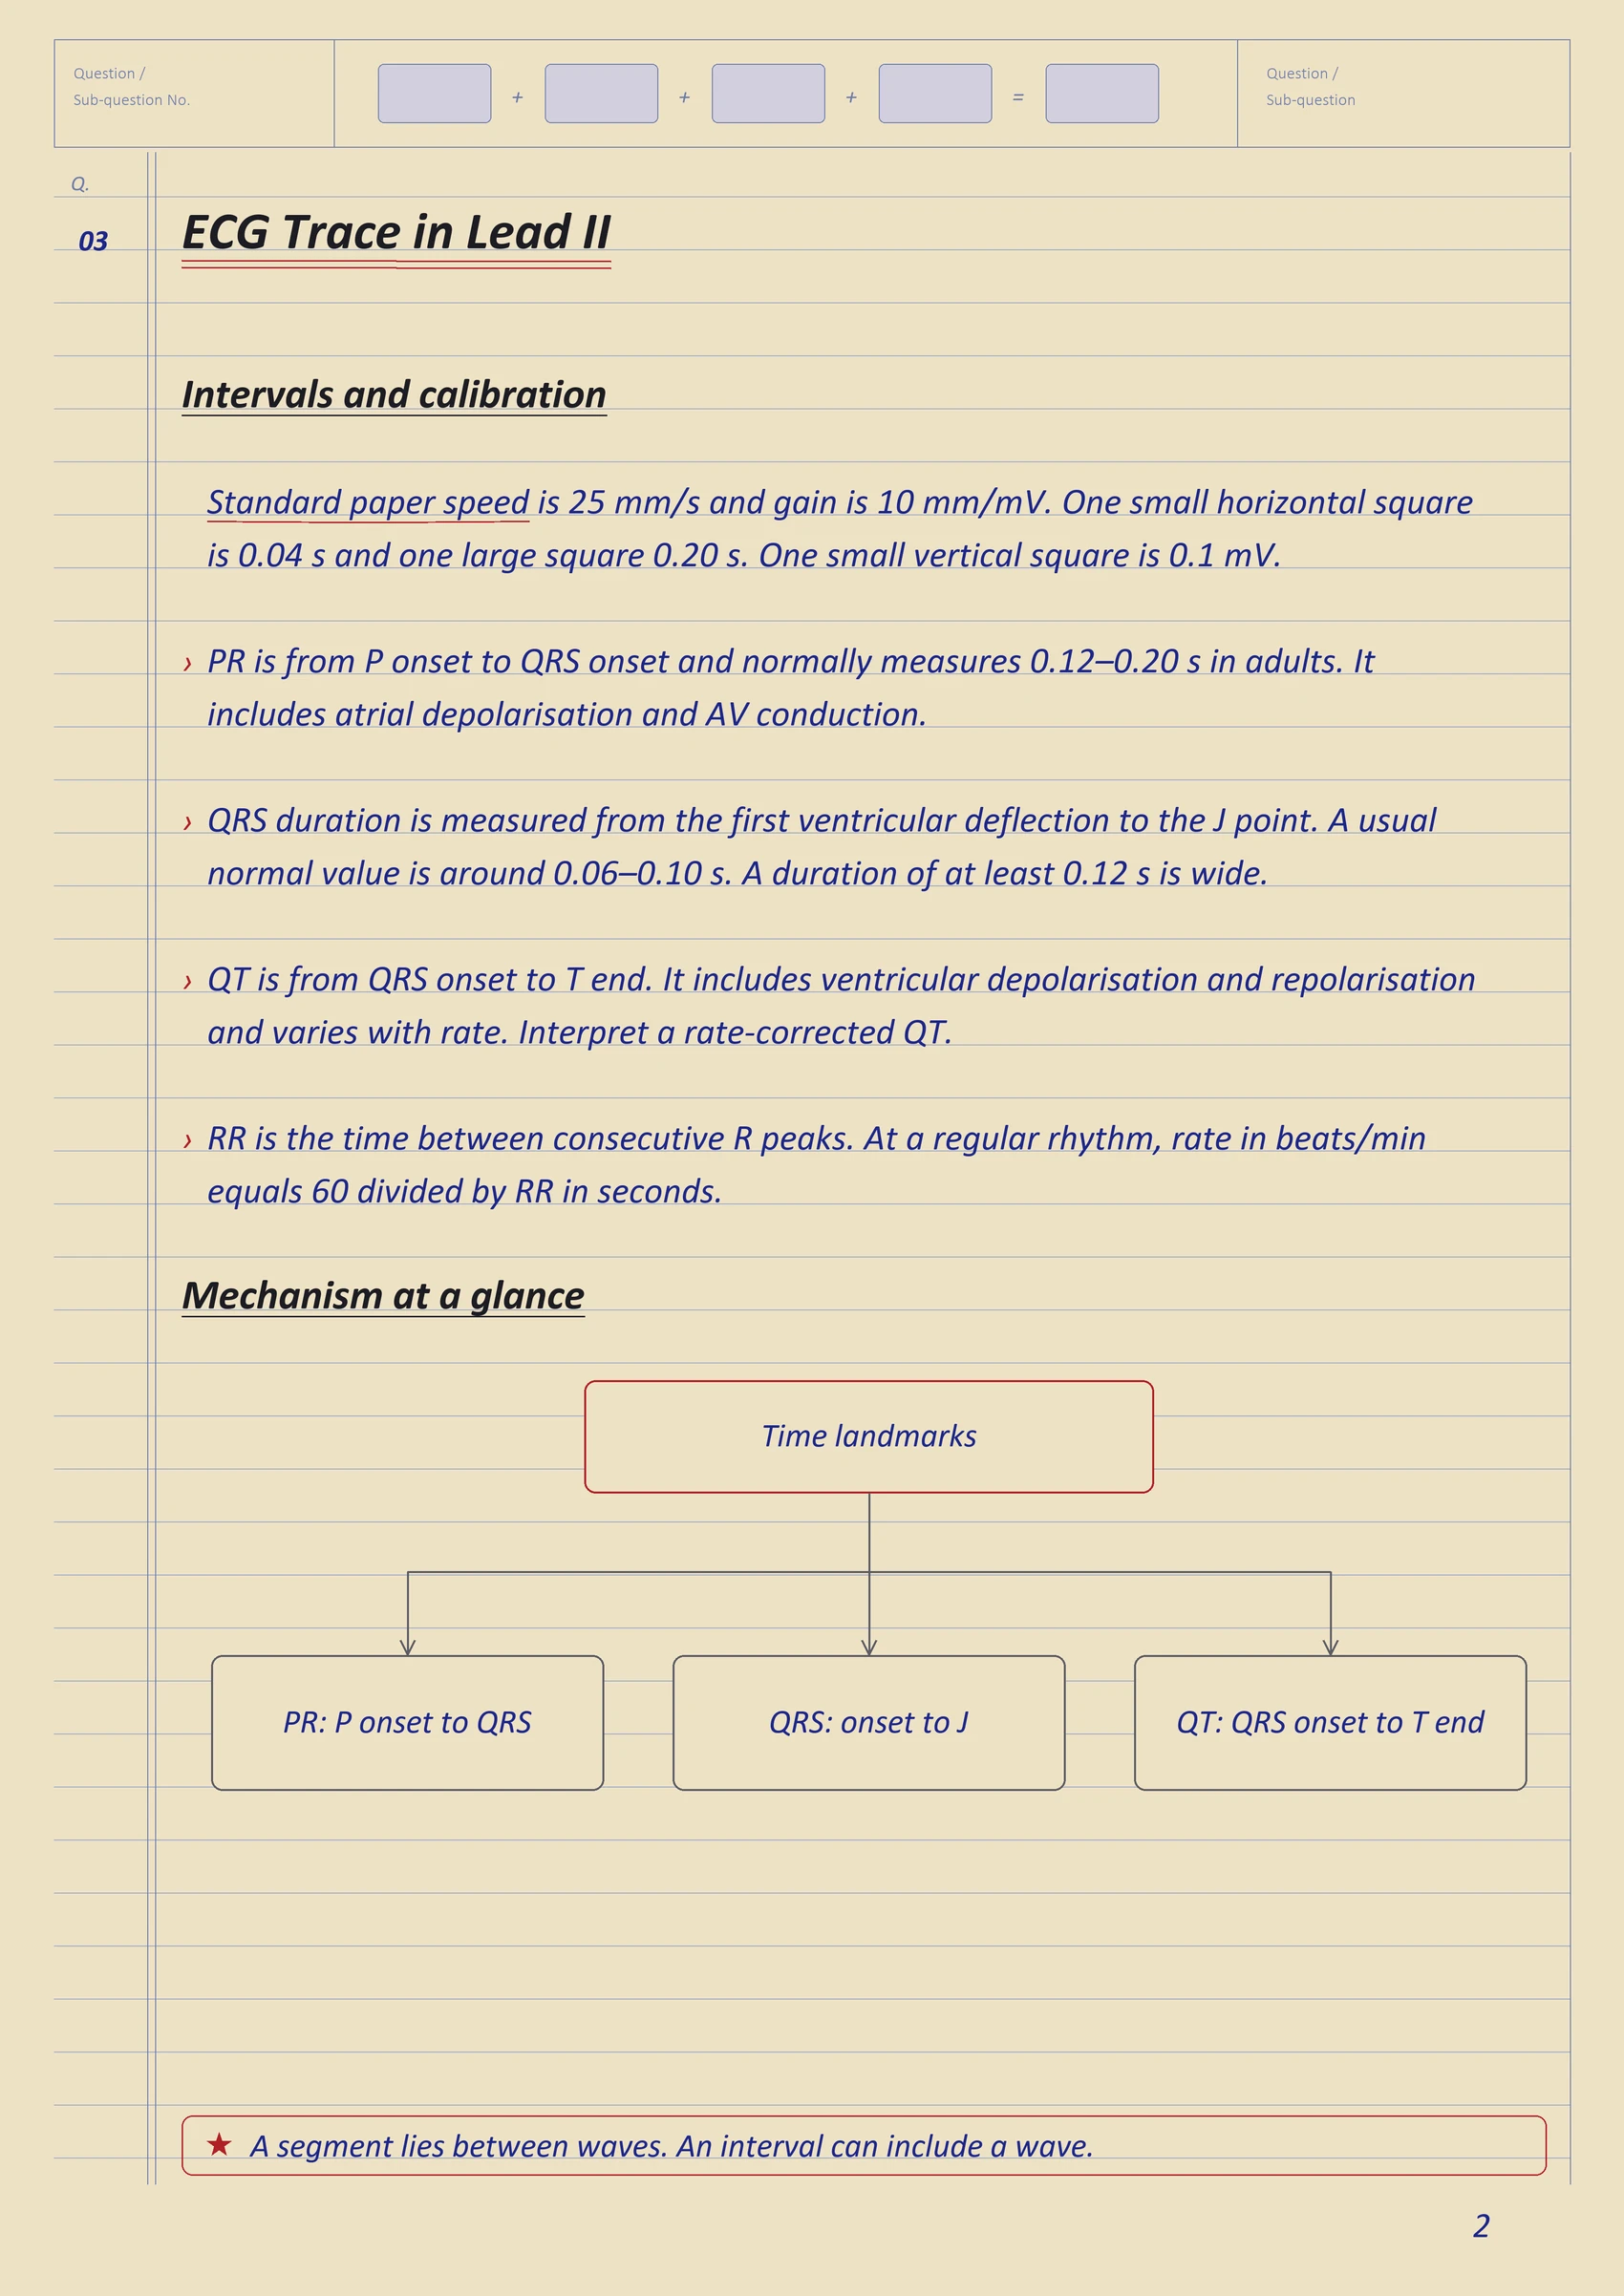 Question /
Sub-question No.
+ + + =
Question /
Sub-question
Q.
03
ECG Trace in Lead II
Intervals and calibration
Standard paper speed is 25 mm/s and gain is 10 mm/mV. One small horizontal square
is 0.04 s and one large square 0.20 s. One small vertical square is 0.1 mV.
› PR is from P onset to QRS onset and normally measures 0.12–0.20 s in adults. It
includes atrial depolarisation and AV conduction.
› QRS duration is measured from the first ventricular deflection to the J point. A usual
normal value is around 0.06–0.10 s. A duration of at least 0.12 s is wide.
› QT is from QRS onset to T end. It includes ventricular depolarisation and repolarisation
and varies with rate. Interpret a rate-corrected QT.
› RR is the time between consecutive R peaks. At a regular rhythm, rate in beats/min
equals 60 divided by RR in seconds.
Mechanism at a glance
Time landmarks
PR: P onset to QRS
QRS: onset to J
QT: QRS onset to T end
★ A segment lies between waves. An interval can include a wave.
2